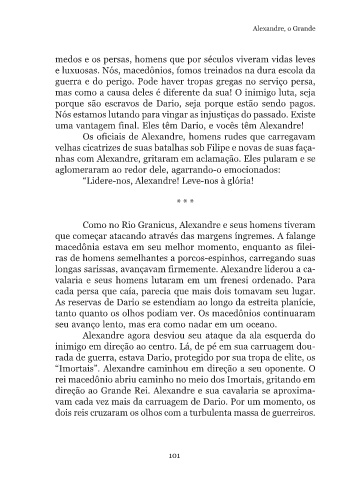 Alexandre, o Grande
medos e os persas, homens que por séculos viveram vidas leves
e luxuosas. Nós, macedônios, fomos treinados na dura escola da
guerra e do perigo. Pode haver tropas gregas no serviço persa,
mas como a causa deles é diferente da sua! O inimigo luta, seja
porque são escravos de Dario, seja porque estão sendo pagos.
Nós estamos lutando para vingar as injustiças do passado. Existe
uma vantagem final. Eles têm Dario, e vocês têm Alexandre!
Os oficiais de Alexandre, homens rudes que carregavam
velhas cicatrizes de suas batalhas sob Filipe e novas de suas faça-
nhas com Alexandre, gritaram em aclamação. Eles pularam e se
aglomeraram ao redor dele, agarrando-o emocionados:
“Lidere-nos, Alexandre! Leve-nos à glória!
* * *
Como no Rio Granicus, Alexandre e seus homens tiveram
que começar atacando através das margens íngremes. A falange
macedônia estava em seu melhor momento, enquanto as filei-
ras de homens semelhantes a porcos-espinhos, carregando suas
longas sarissas, avançavam firmemente. Alexandre liderou a ca-
valaria e seus homens lutaram em um frenesi ordenado. Para
cada persa que caía, parecia que mais dois tomavam seu lugar.
As reservas de Dario se estendiam ao longo da estreita planície,
tanto quanto os olhos podiam ver. Os macedônios continuaram
seu avanço lento, mas era como nadar em um oceano.
Alexandre agora desviou seu ataque da ala esquerda do
inimigo em direção ao centro. Lá, de pé em sua carruagem dou-
rada de guerra, estava Dario, protegido por sua tropa de elite, os
“Imortais”. Alexandre caminhou em direção a seu oponente. O
rei macedônio abriu caminho no meio dos Imortais, gritando em
direção ao Grande Rei. Alexandre e sua cavalaria se aproxima-
vam cada vez mais da carruagem de Dario. Por um momento, os
dois reis cruzaram os olhos com a turbulenta massa de guerreiros.
101